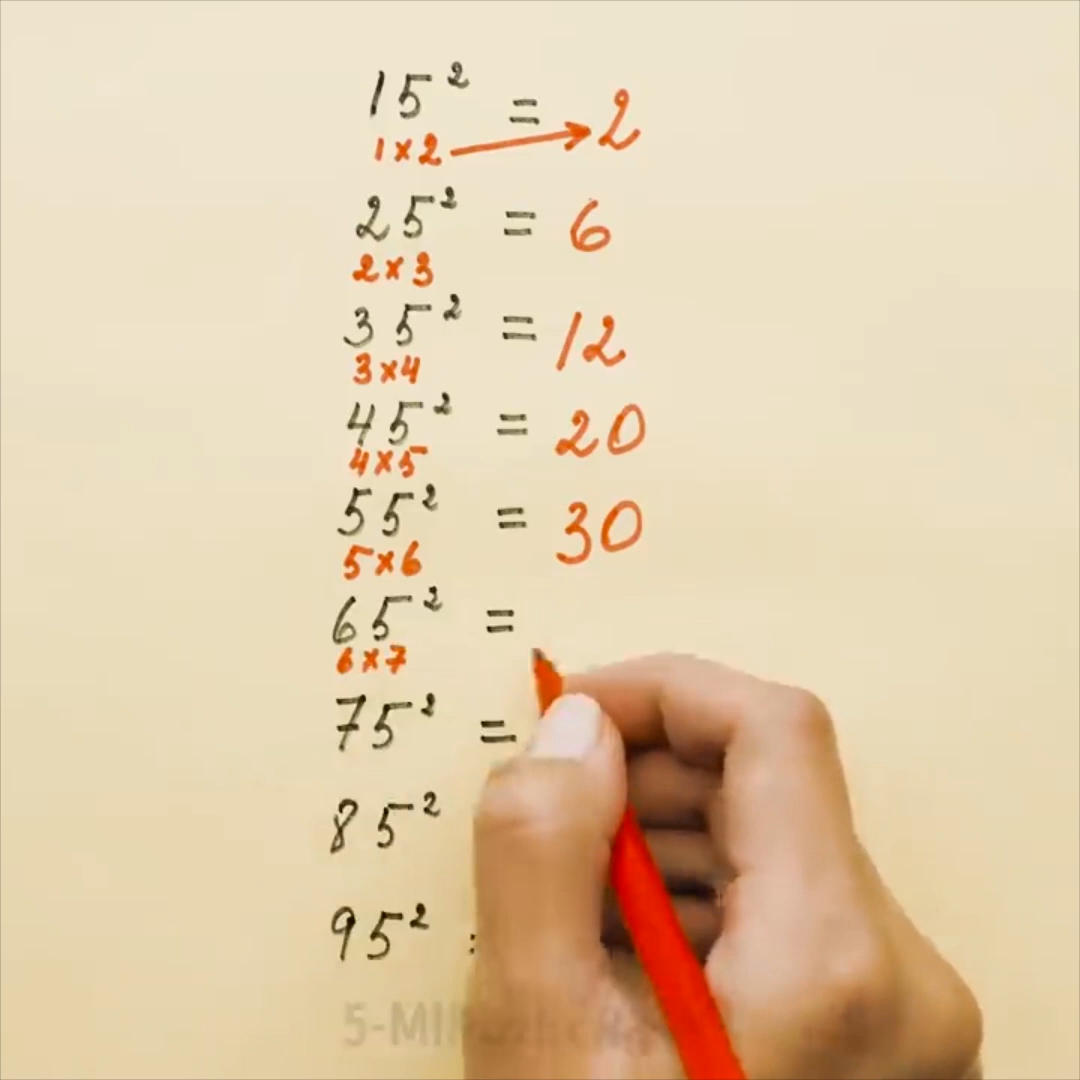 15² = 2
1×2
25² = 6
2×3
35² = 12
3×4
45² = 20
4×5
55² = 30
5×6
65² =
6×7
75² =
85²
95²